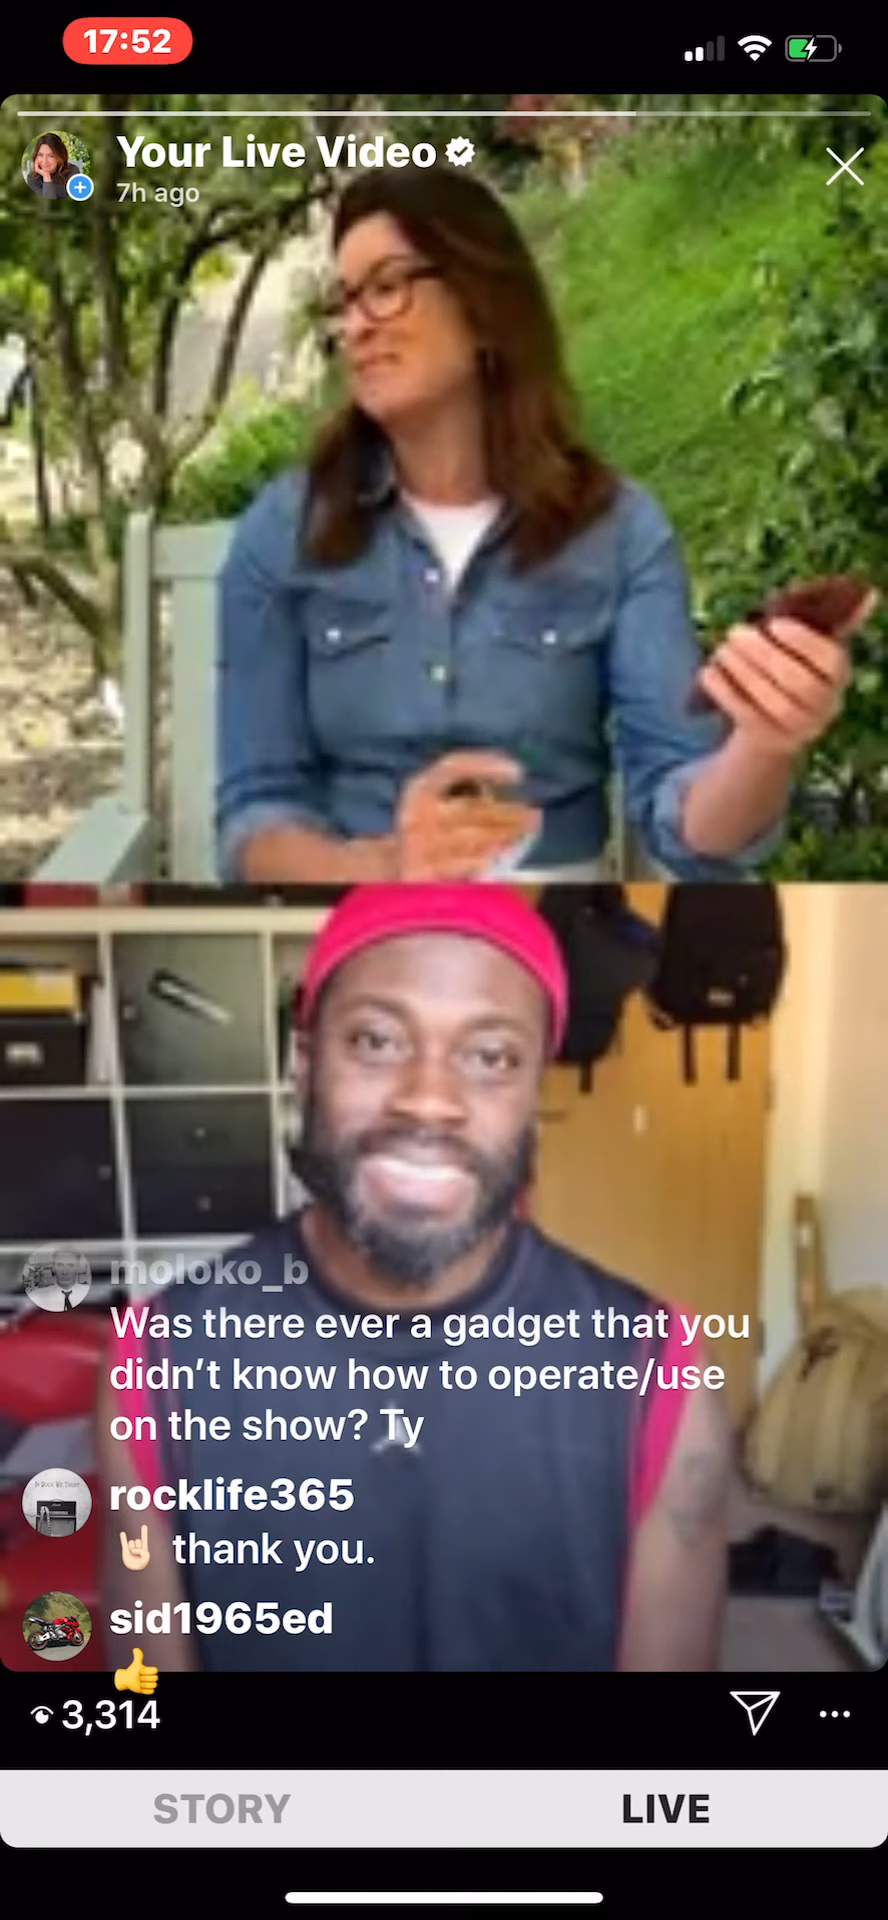 17:52
Your Live Video
7h ago
moloko_b
Was there ever a gadget that you
didn't know how to operate/use
on the show? Ty
rocklife365
🤘🏻 thank you.
sid1965ed
👍
3,314
STORY
LIVE